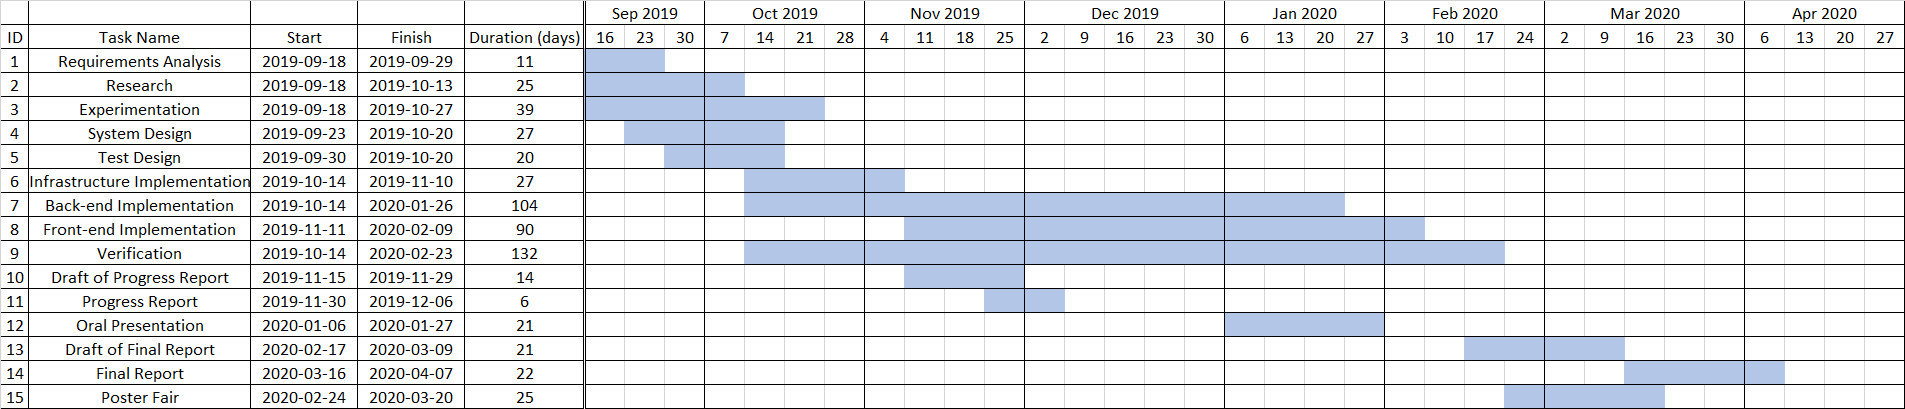 Sep 2019 Oct 2019 Nov 2019 Dec 2019 Jan 2020 Feb 2020 Mar 2020 Apr 2020
ID Task Name Start Finish Duration (days) 16 23 30 7 14 21 28 4 11 18 25 2 9 16 23 30 6 13 20 27 3 10 17 24 2 9 16 23 30 6 13 20 27
1 Requirements Analysis 2019-09-18 2019-09-29 11
2 Research 2019-09-18 2019-10-13 25
3 Experimentation 2019-09-18 2019-10-27 39
4 System Design 2019-09-23 2019-10-20 27
5 Test Design 2019-09-30 2019-10-20 20
6 Infrastructure Implementation 2019-10-14 2019-11-10 27
7 Back-end Implementation 2019-10-14 2020-01-26 104
8 Front-end Implementation 2019-11-11 2020-02-09 90
9 Verification 2019-10-14 2020-02-23 132
10 Draft of Progress Report 2019-11-15 2019-11-29 14
11 Progress Report 2019-11-30 2019-12-06 6
12 Oral Presentation 2020-01-06 2020-01-27 21
13 Draft of Final Report 2020-02-17 2020-03-09 21
14 Final Report 2020-03-16 2020-04-07 22
15 Poster Fair 2020-02-24 2020-03-20 25